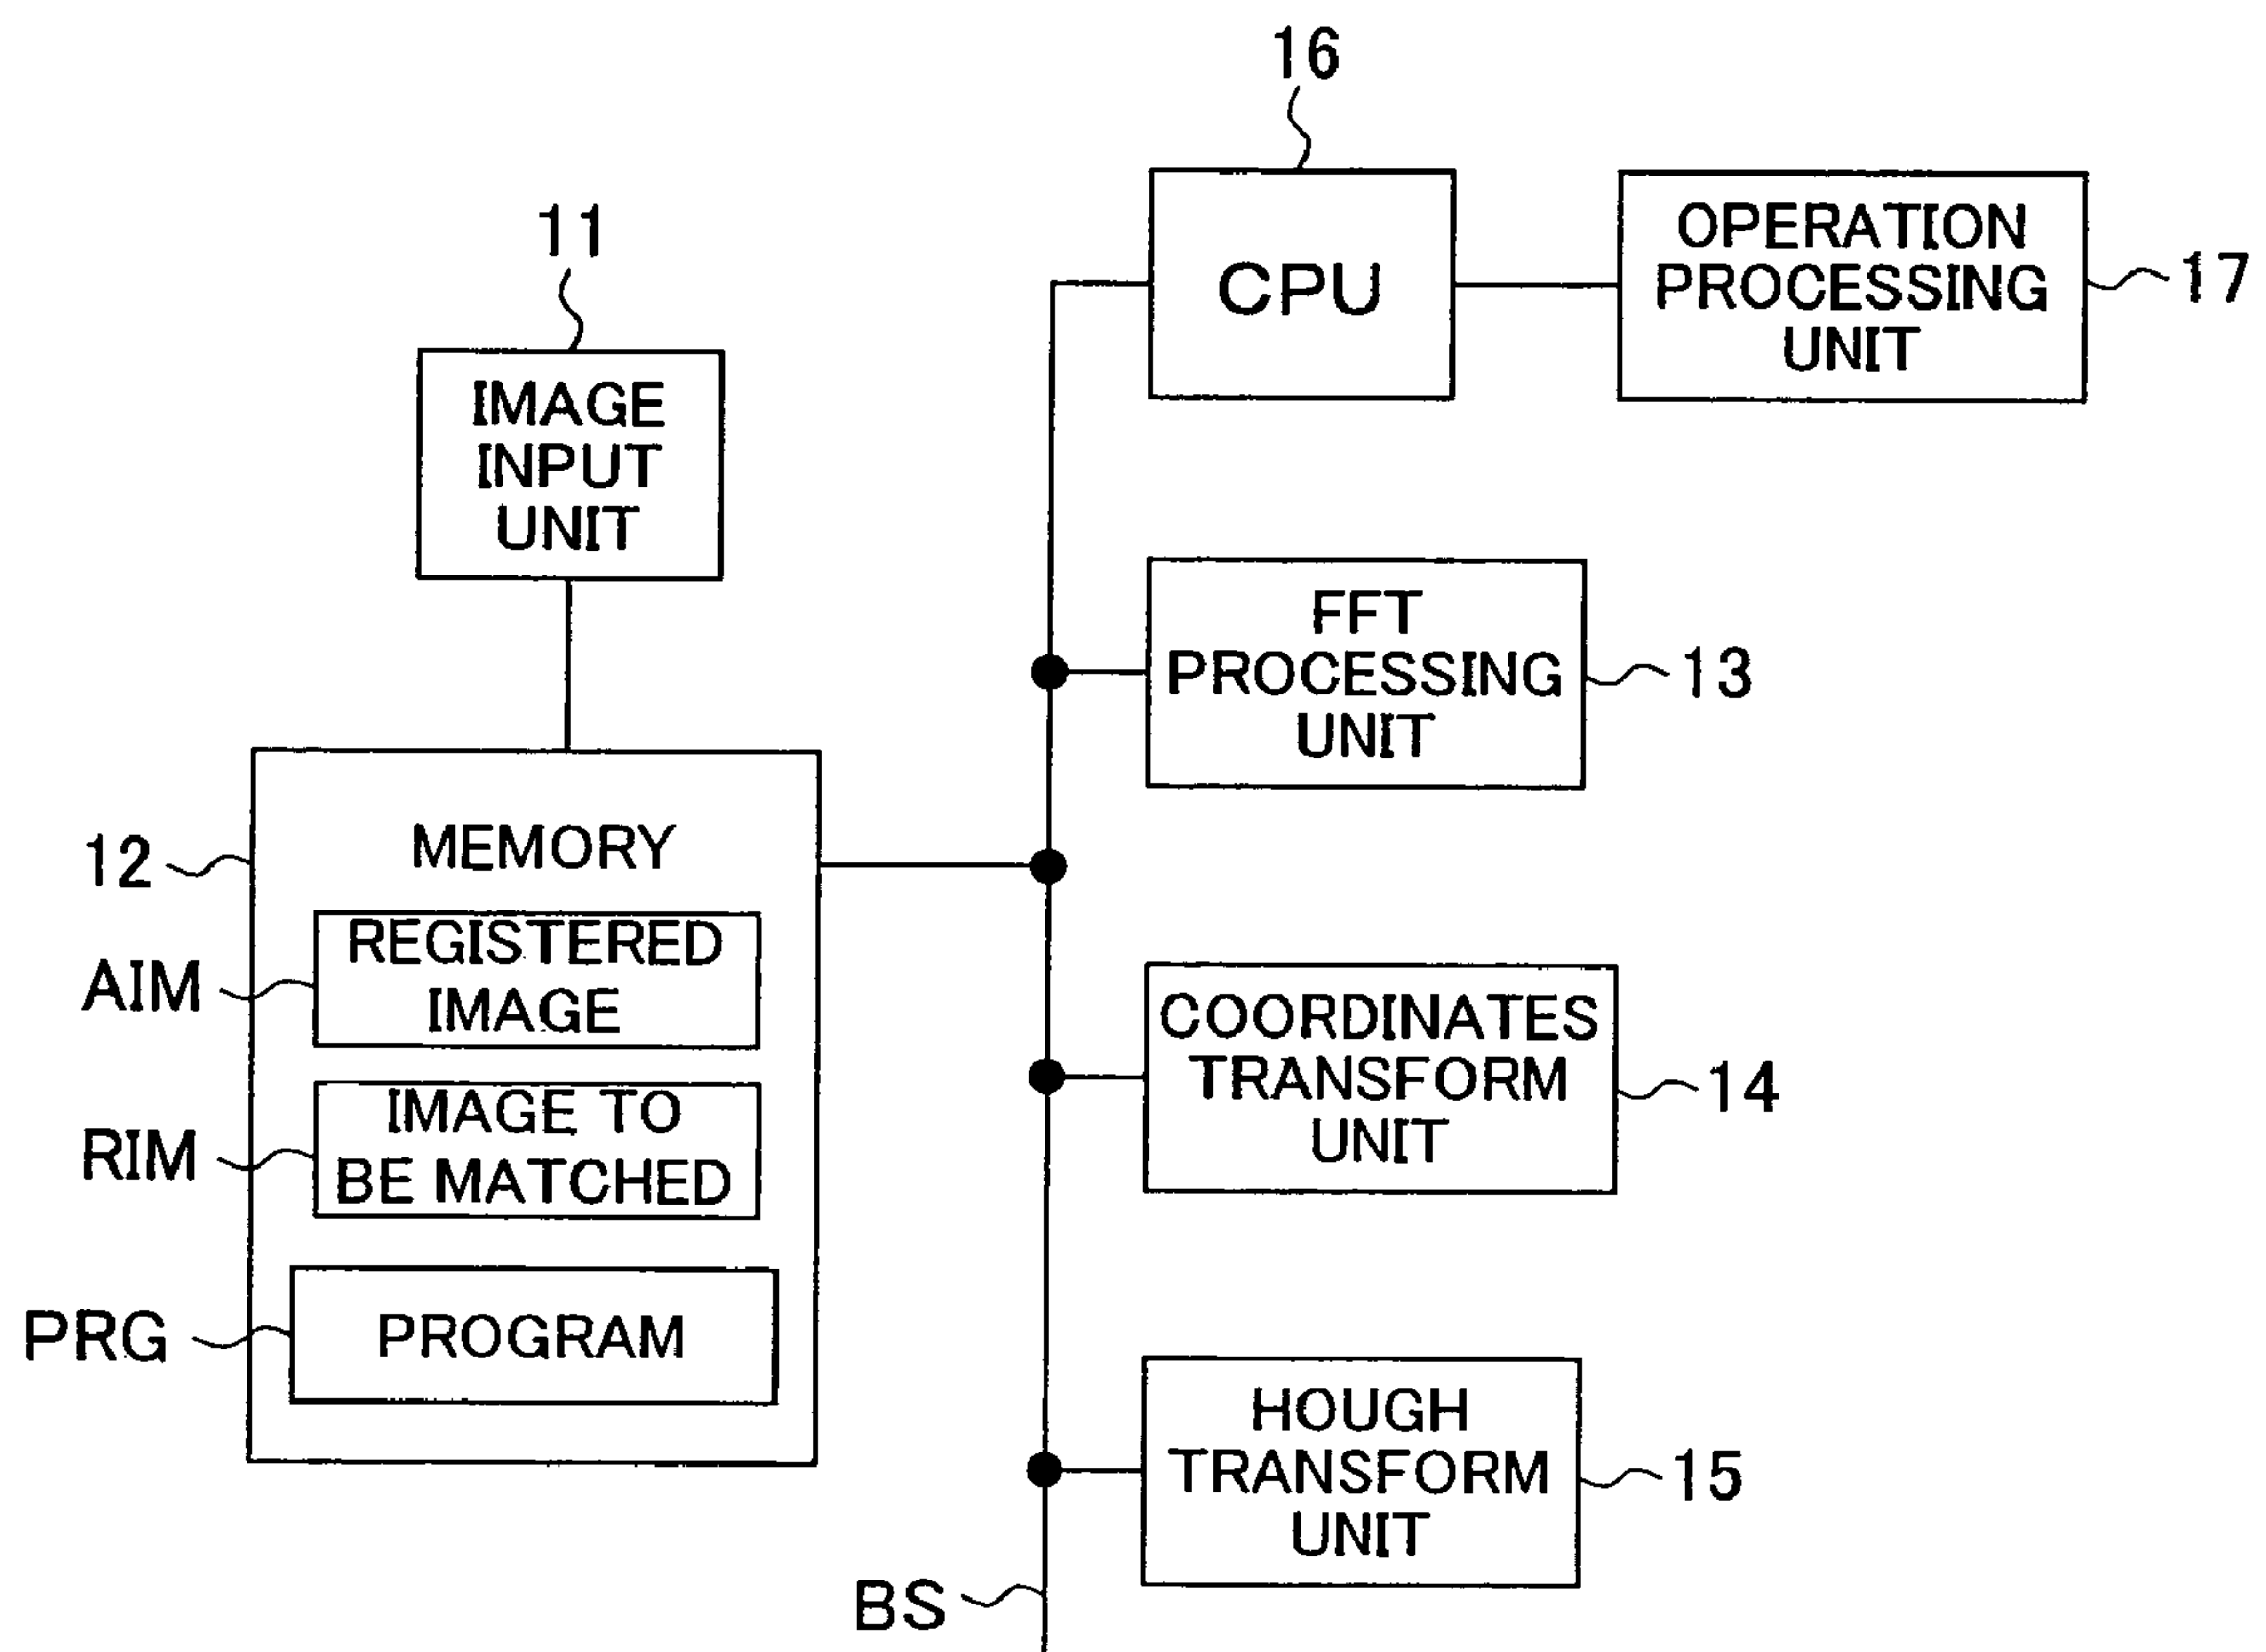 16
CPU
OPERATION
PROCESSING
UNIT
17
11
IMAGE
INPUT
UNIT
FFT
PROCESSING
UNIT
13
12
MEMORY
AIM
REGISTERED
IMAGE
RIM
IMAGE TO
BE MATCHED
PRG
PROGRAM
COORDINATES
TRANSFORM
UNIT
14
HOUGH
TRANSFORM
UNIT
15
BS